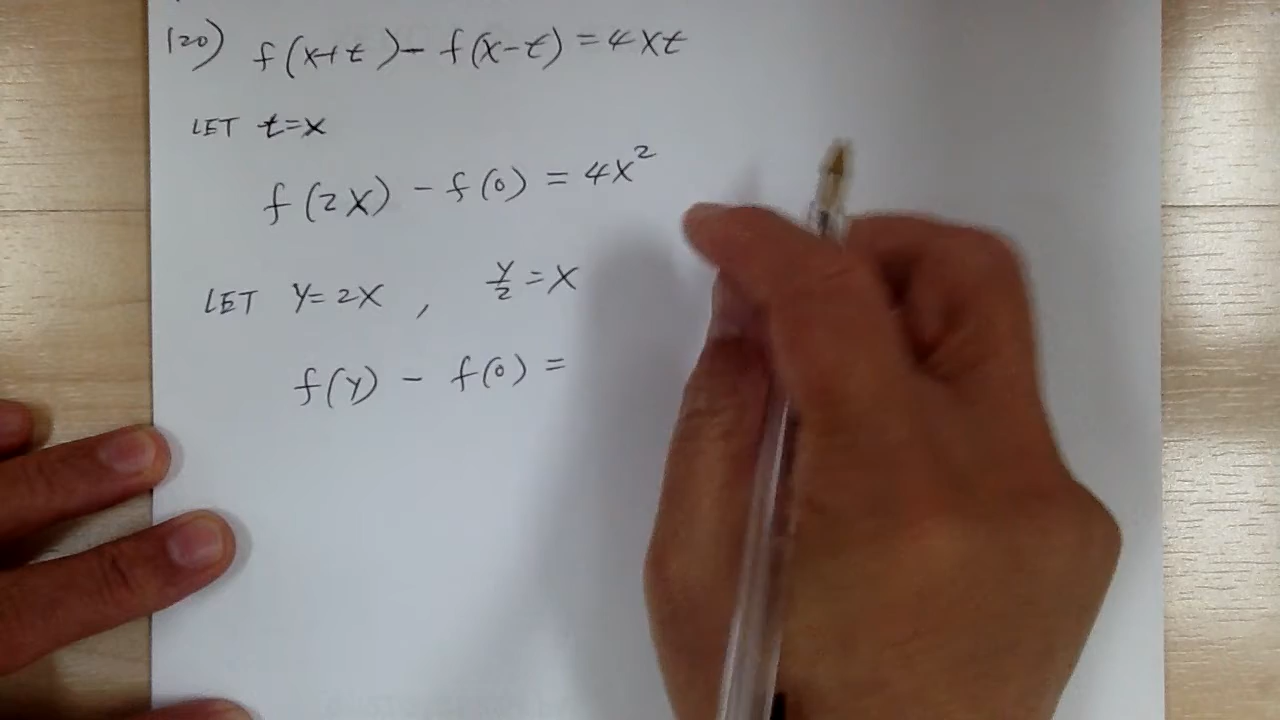 120) f(x+t) - f(x-t) = 4xt
LET t=x
f(2x) - f(0) = 4x²
LET Y=2X , Y/2 = X
f(Y) - f(0) =